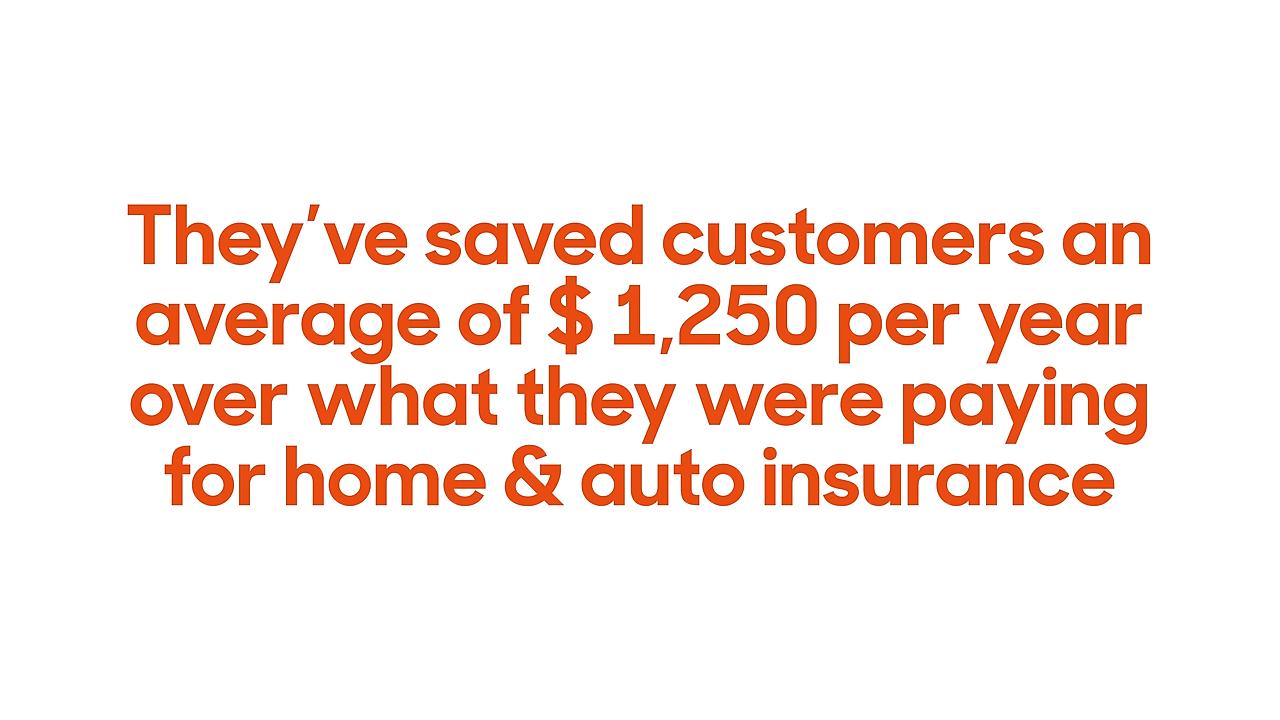 They’ve saved customers an
average of $ 1,250 per year
over what they were paying
for home & auto insurance